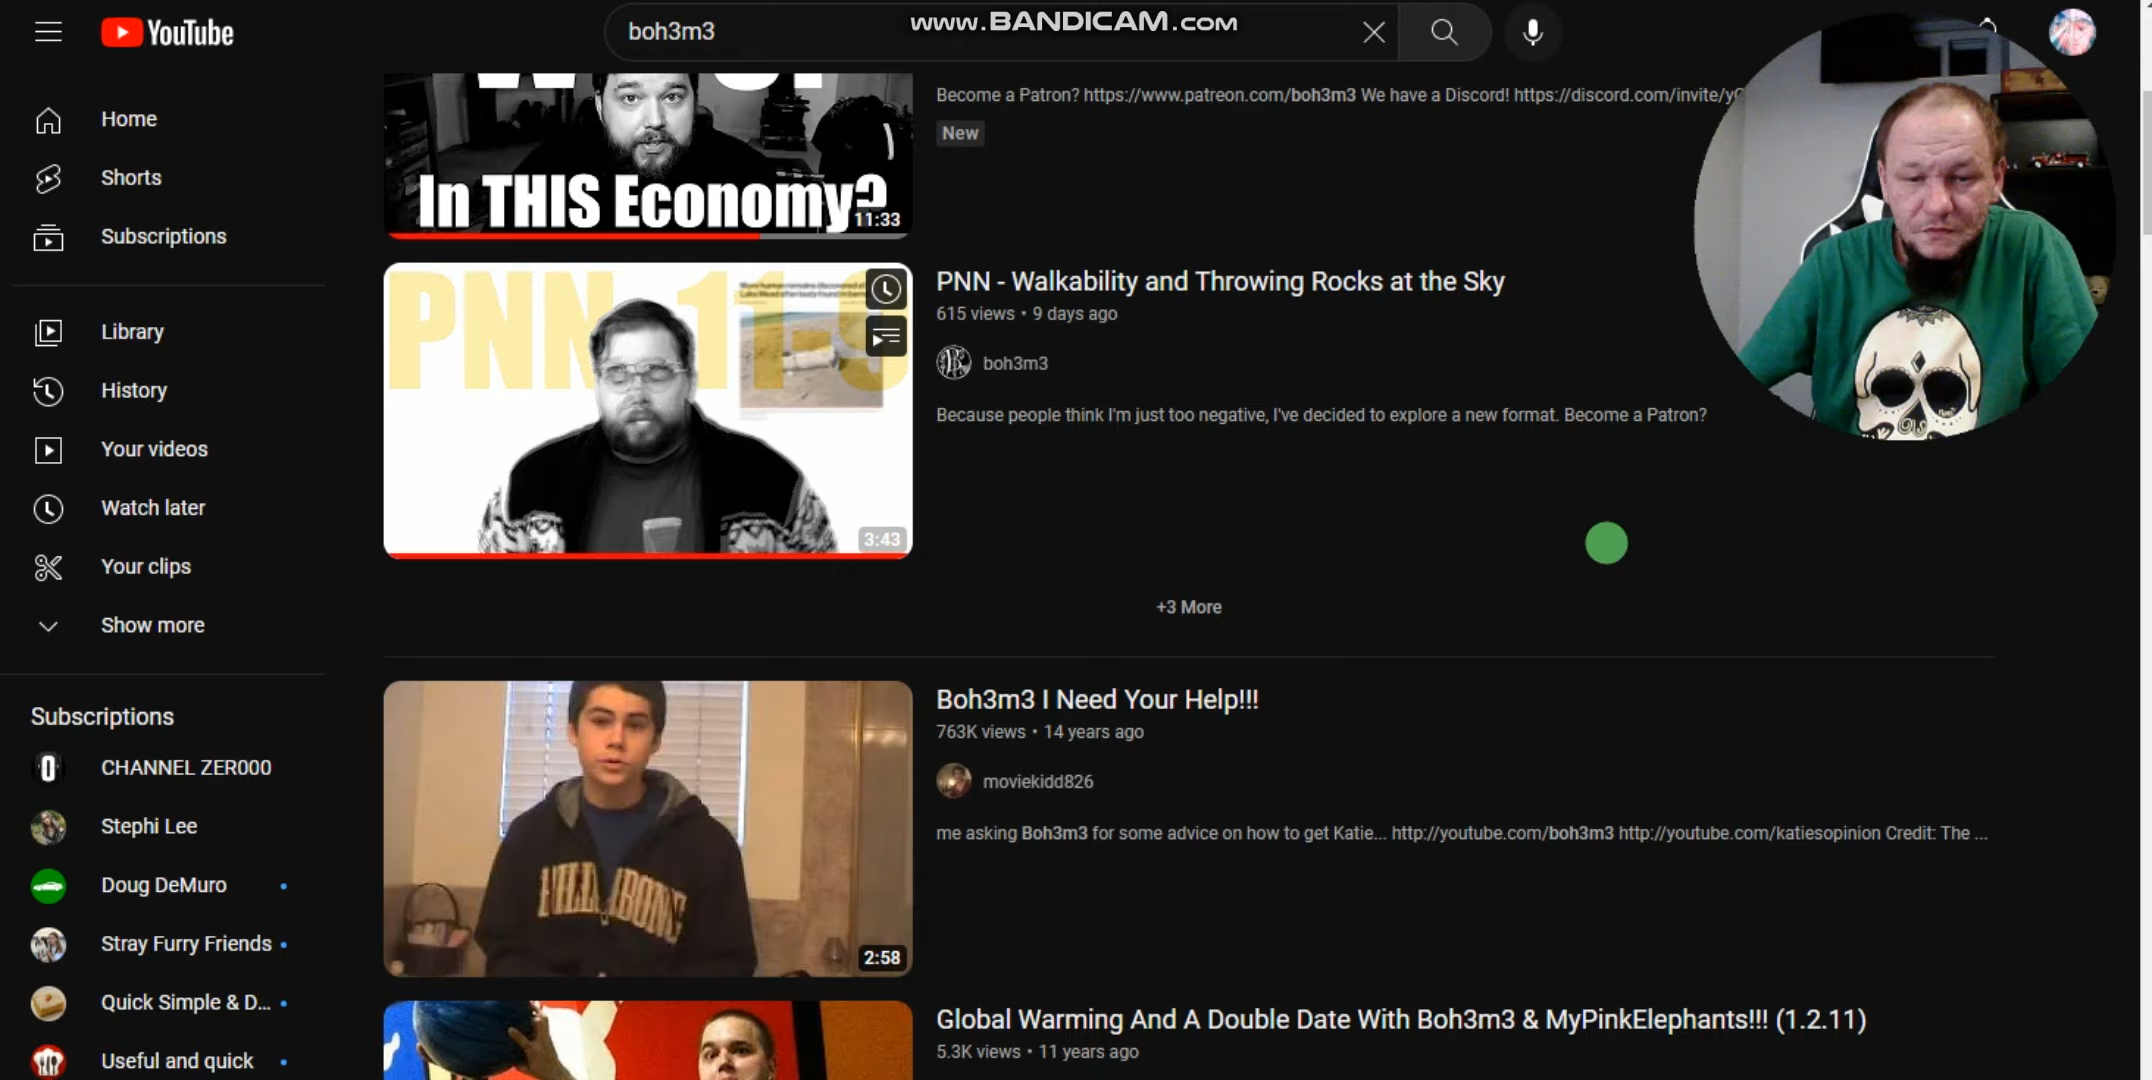 YouTube
boh3m3
www.BANDICAM.com
Home
Shorts
Subscriptions
Library
History
Your videos
Watch later
Your clips
Show more
Subscriptions
CHANNEL ZER000
Stephi Lee
Doug DeMuro
Stray Furry Friends
Quick Simple & D...
Useful and quick
In THIS Economy?
11:33
Become a Patron? https://www.patreon.com/boh3m3 We have a Discord! https://discord.com/invite/y
New
PNN 11-9
3:43
PNN - Walkability and Throwing Rocks at the Sky
615 views • 9 days ago
boh3m3
Because people think I'm just too negative, I've decided to explore a new format. Become a Patron?
+3 More
2:58
Boh3m3 I Need Your Help!!!
763K views • 14 years ago
moviekidd826
me asking Boh3m3 for some advice on how to get Katie... http://youtube.com/boh3m3 http://youtube.com/katiesopinion Credit: The ...
Global Warming And A Double Date With Boh3m3 & MyPinkElephants!!! (1.2.11)
5.3K views • 11 years ago